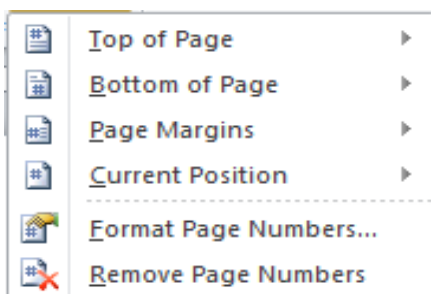 Top of Page
Bottom of Page
Page Margins
Current Position
Format Page Numbers...
Remove Page Numbers